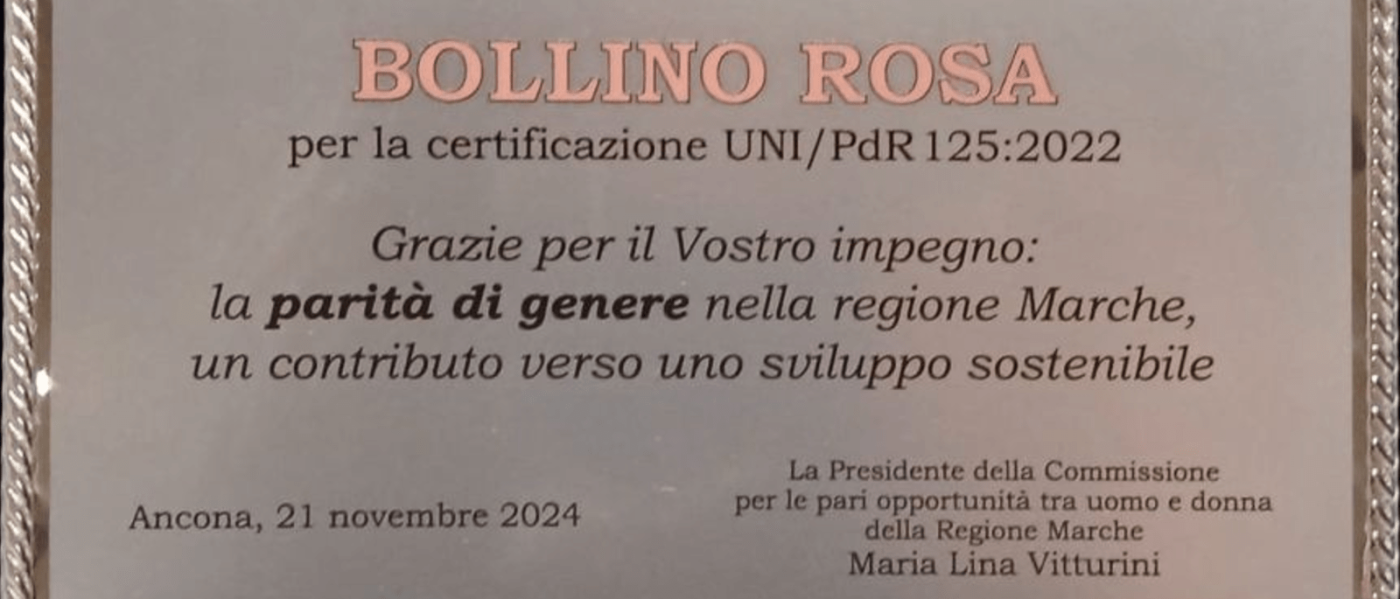 BOLLINO ROSA
per la certificazione UNI/PdR 125:2022
Grazie per il Vostro impegno:
la parità di genere nella regione Marche,
un contributo verso uno sviluppo sostenibile
Ancona, 21 novembre 2024
La Presidente della Commissione
per le pari opportunità tra uomo e donna
della Regione Marche
Maria Lina Vitturini